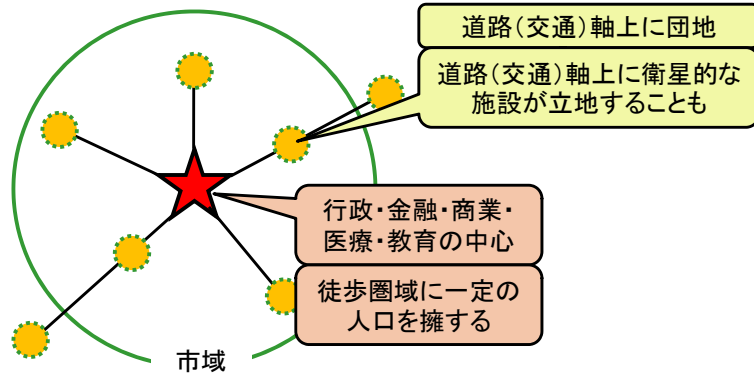 道路(交通)軸上に団地
道路(交通)軸上に衛星的な
施設が立地することも
行政・金融・商業・
医療・教育の中心
徒歩圏域に一定の
人口を擁する
市域